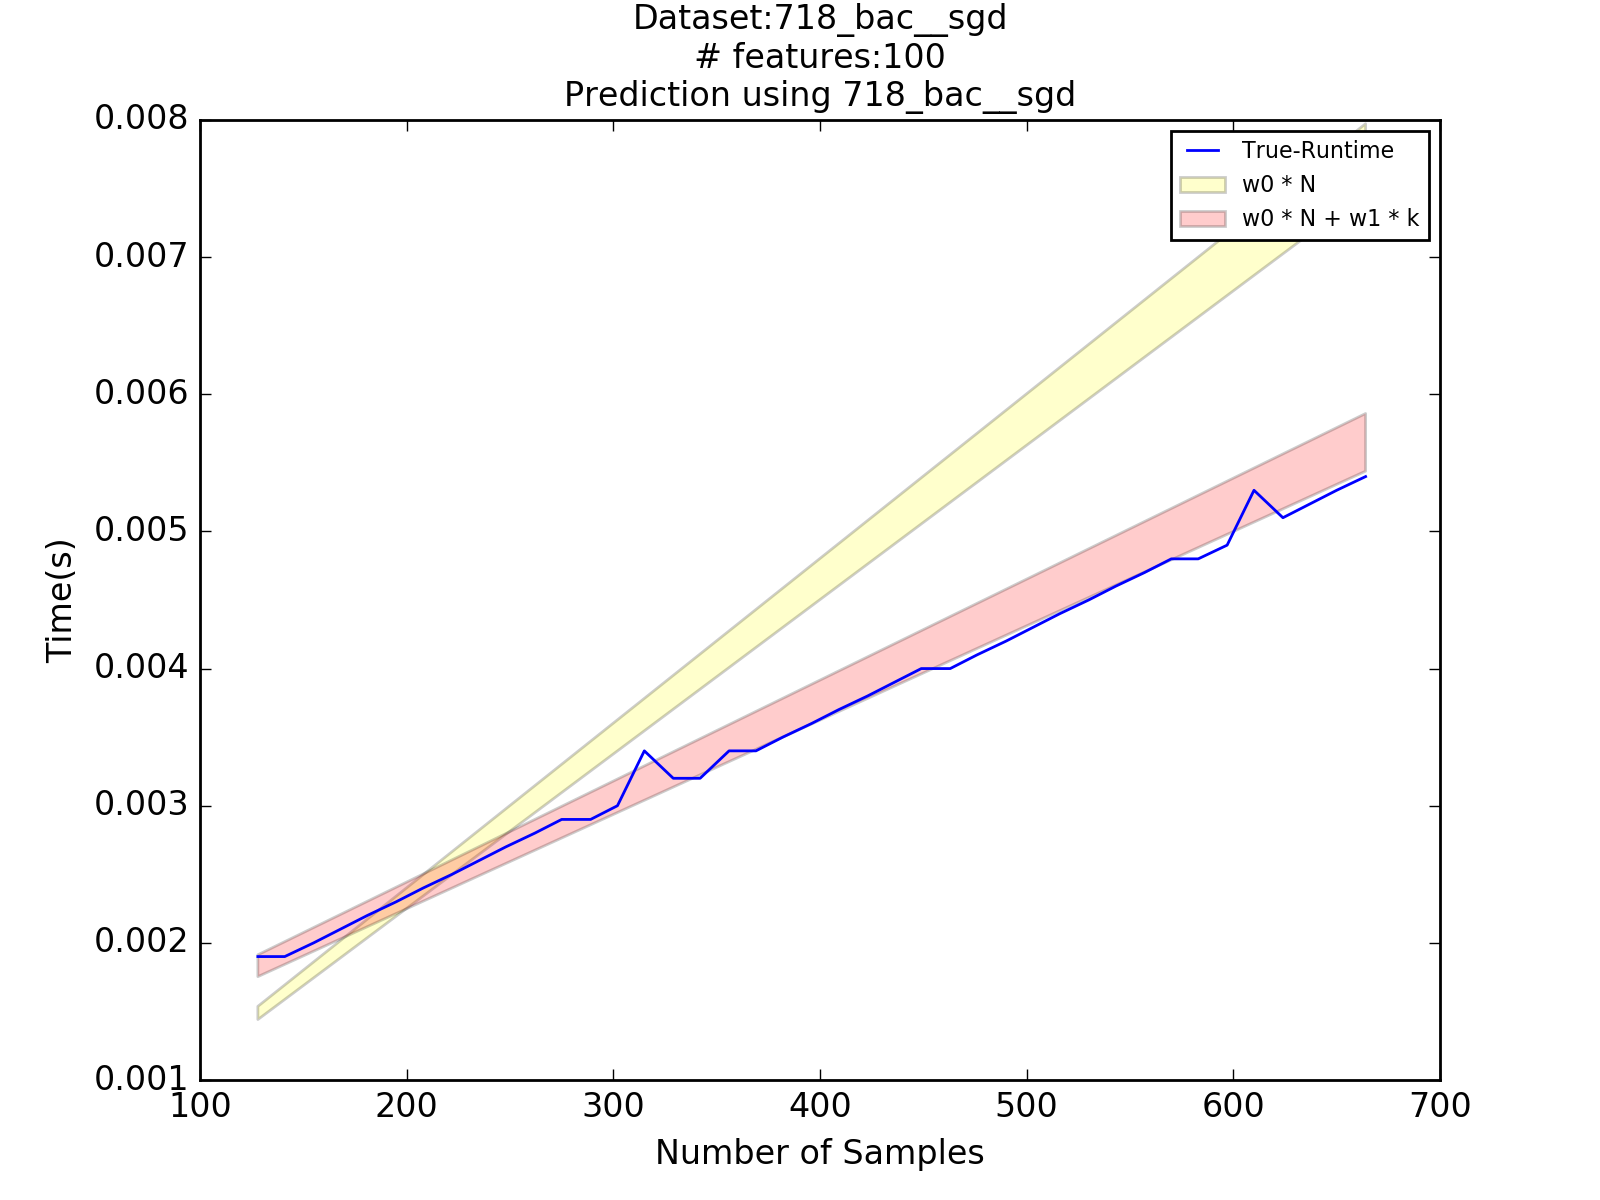 Dataset:718_bac__sgd
# features:100
Prediction using 718_bac__sgd
0.008
0.007
0.006
0.005
0.004
0.003
0.002
0.001
Time(s)
True-Runtime
w0 * N
w0 * N + w1 * k
100 200 300 400 500 600 700
Number of Samples